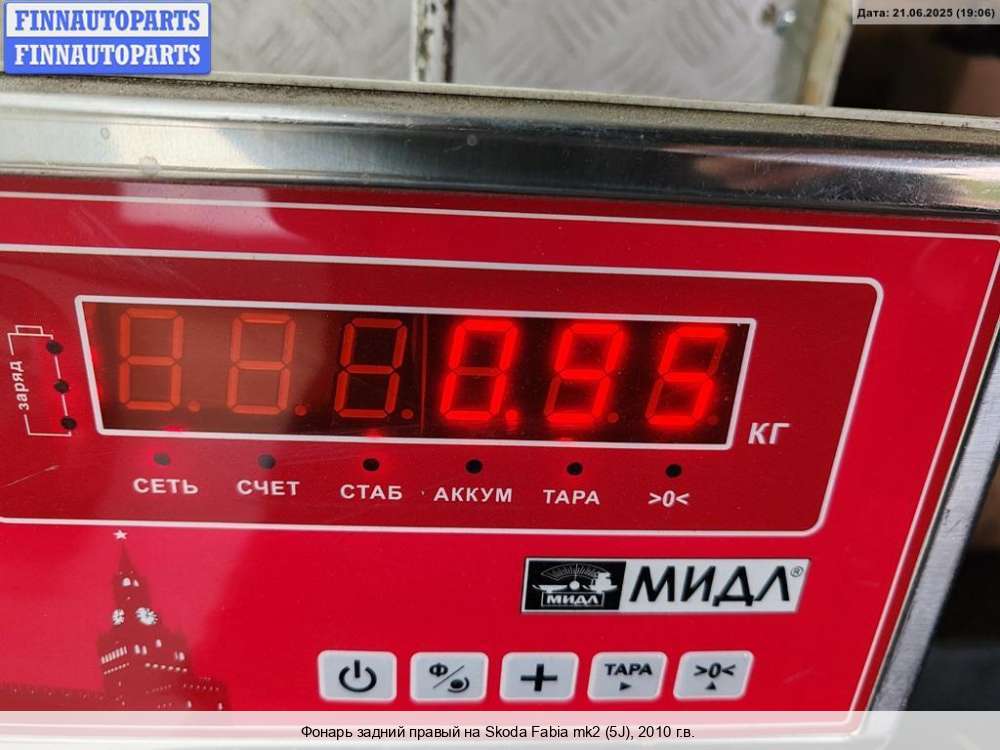 FINNAUTOPARTS
FINNAUTOPARTS
Дата: 21.06.2025 (19:06)
заряд
0.95
КГ
СЕТЬ СЧЕТ СТАБ АККУМ ТАРА >0<
МИДЛ МИДЛ®
Ф ТАРА >0<
Фонарь задний правый на Skoda Fabia mk2 (5J), 2010 г.в.